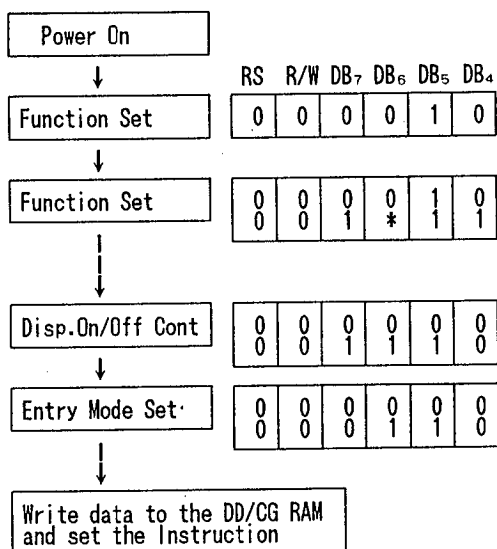 Power On
RS R/W DB₇ DB₆ DB₅ DB₄
Function Set 0 0 0 0 1 0
Function Set 0 0 0 0 1 0
0 0 1 * 1 1
Disp.On/Off Cont 0 0 0 0 0 0
0 0 1 1 1 0
Entry Mode Set 0 0 0 0 0 0
0 0 0 1 1 0
Write data to the DD/CG RAM
and set the Instruction